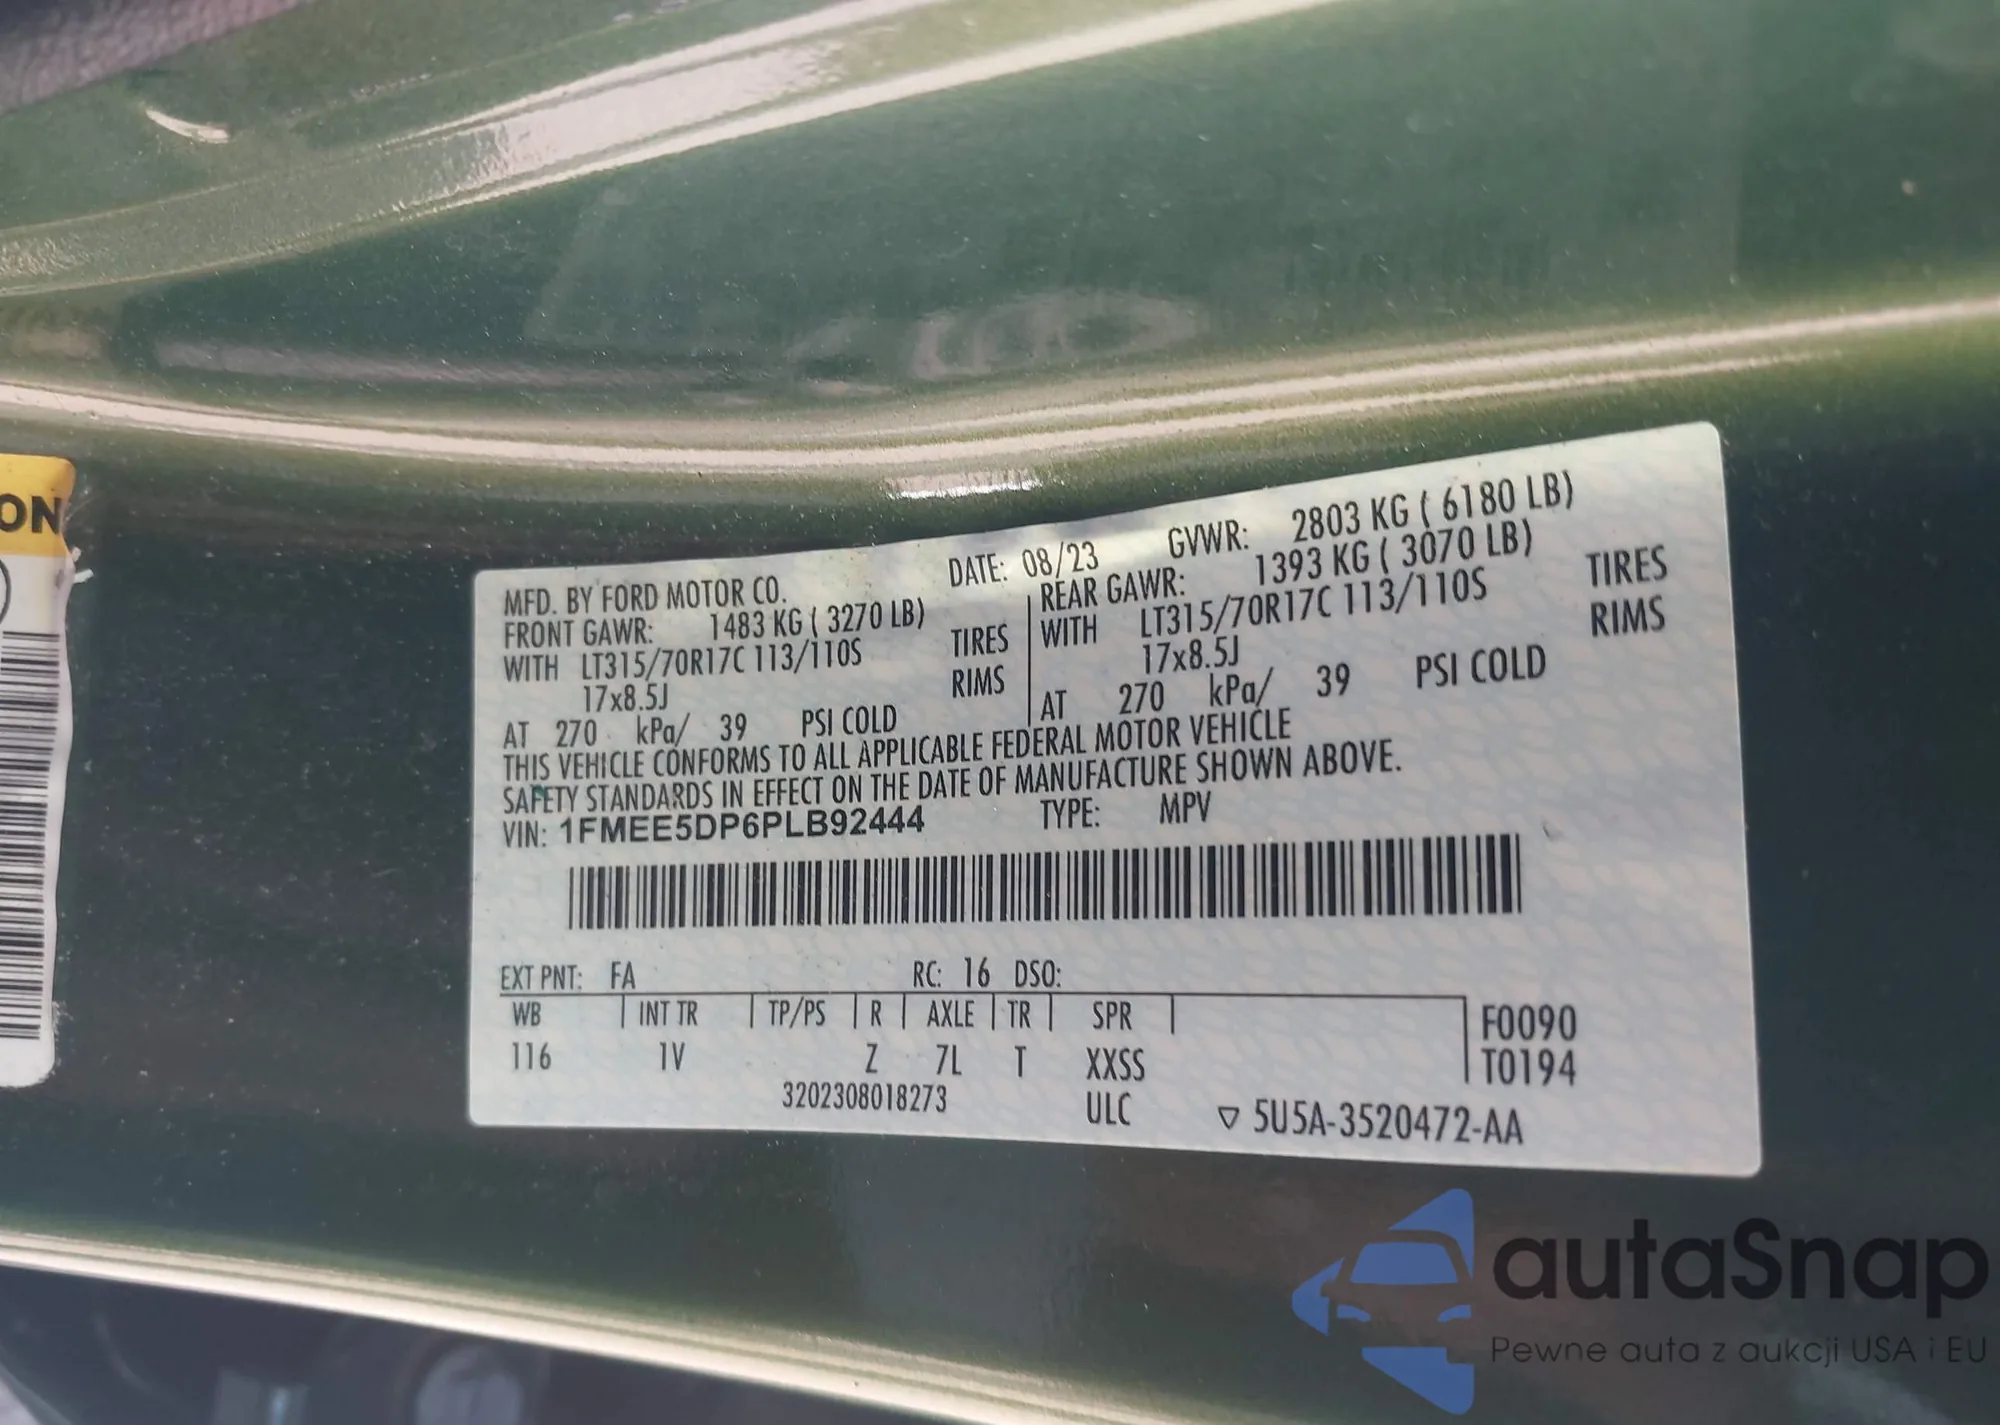 ON
MFD. BY FORD MOTOR CO. DATE: 08/23 GVWR: 2803 KG ( 6180 LB)
FRONT GAWR: 1483 KG ( 3270 LB) REAR GAWR: 1393 KG ( 3070 LB)
WITH LT315/70R17C 113/110S TIRES WITH LT315/70R17C 113/110S TIRES
17x8.5J RIMS 17x8.5J RIMS
AT 270 kPa/ 39 PSI COLD AT 270 kPa/ 39 PSI COLD
THIS VEHICLE CONFORMS TO ALL APPLICABLE FEDERAL MOTOR VEHICLE
SAFETY STANDARDS IN EFFECT ON THE DATE OF MANUFACTURE SHOWN ABOVE.
VIN: 1FMEE5DP6PLB92444 TYPE: MPV
EXT PNT: FA RC: 16 DSO:
WB INT TR TP/PS R AXLE TR SPR F0090
116 1V Z 7L T XXSS T0194
3202308018273 ULC ▽ 5U5A-3520472-AA
autaSnap
Pewne auta z aukcji USA i EU